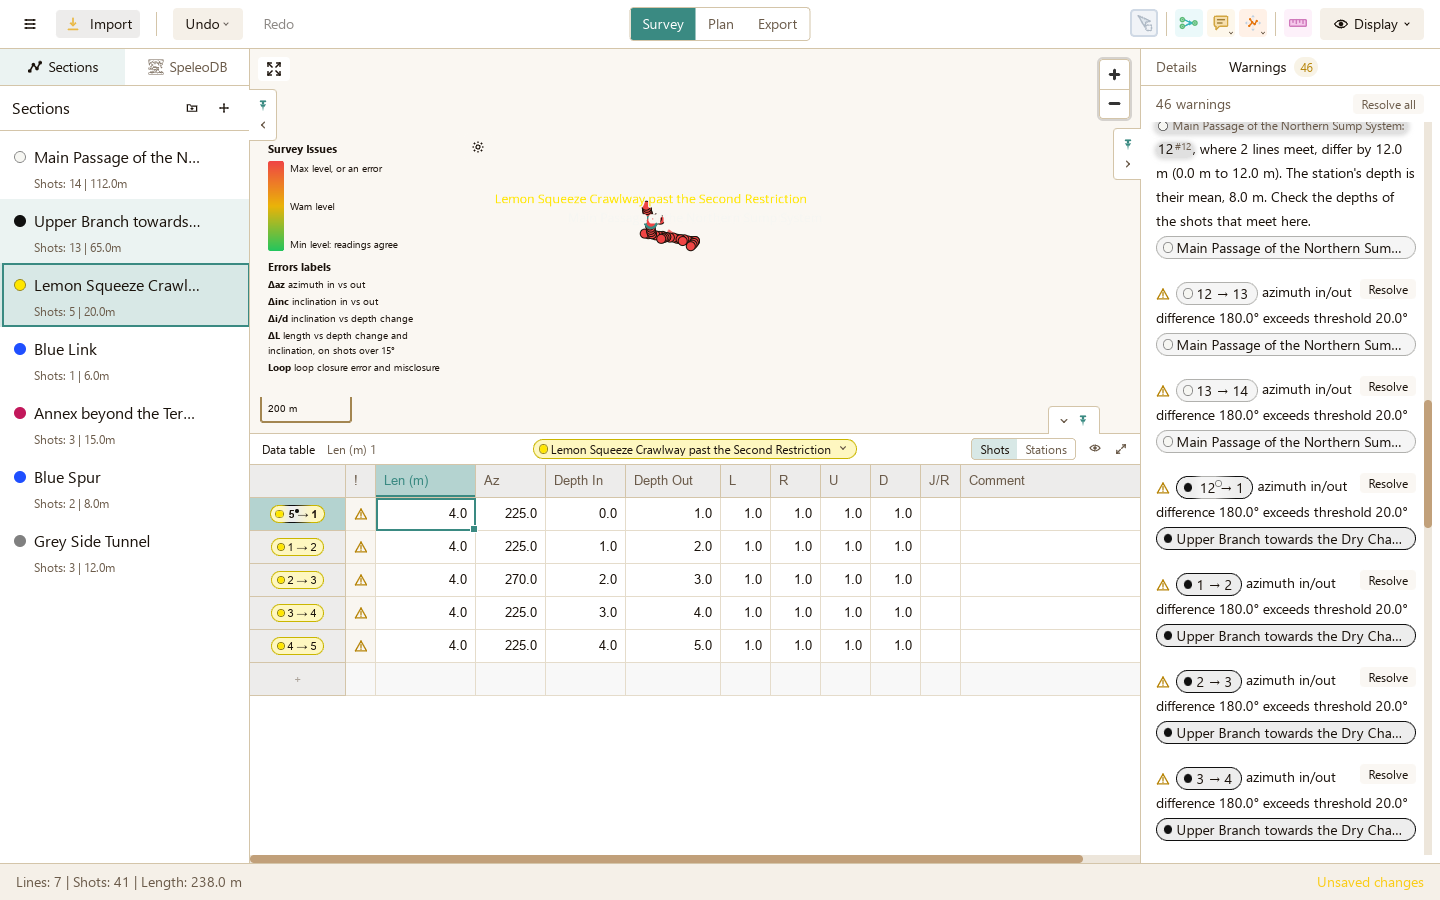 Import
Undo
Redo
Survey
Plan
Export
Display
Sections
SpeleoDB
Sections
Main Passage of the N...
Shots: 14 | 112.0m
Upper Branch towards...
Shots: 13 | 65.0m
Lemon Squeeze Crawl...
Shots: 5 | 20.0m
Blue Link
Shots: 1 | 6.0m
Annex beyond the Ter...
Shots: 3 | 15.0m
Blue Spur
Shots: 2 | 8.0m
Grey Side Tunnel
Shots: 3 | 12.0m
Survey Issues
Max level, or an error
Warn level
Min level: readings agree
Errors labels
Δaz azimuth in vs out
Δinc inclination in vs out
Δi/d inclination vs depth change
ΔL length vs depth change and
inclination, on shots over 15°
Loop loop closure error and misclosure
200 m
Lemon Squeeze Crawlway past the Second Restriction
Data table
Len (m) 1
Lemon Squeeze Crawlway past the Second Restriction
Shots
Stations
! Len (m) Az Depth In Depth Out L R U D J/R Comment
5 → 1 4.0 225.0 0.0 1.0 1.0 1.0 1.0 1.0
1 → 2 4.0 225.0 1.0 2.0 1.0 1.0 1.0 1.0
2 → 3 4.0 270.0 2.0 3.0 1.0 1.0 1.0 1.0
3 → 4 4.0 225.0 3.0 4.0 1.0 1.0 1.0 1.0
4 → 5 4.0 225.0 4.0 5.0 1.0 1.0 1.0 1.0
+
Details
Warnings 46
46 warnings
Resolve all
Main Passage of the Northern Sump System:
12#12, where 2 lines meet, differ by 12.0
m (0.0 m to 12.0 m). The station's depth is
their mean, 8.0 m. Check the depths of
the shots that meet here.
Main Passage of the Northern Sum...
12 → 13 azimuth in/out Resolve
difference 180.0° exceeds threshold 20.0°
Main Passage of the Northern Sum...
13 → 14 azimuth in/out Resolve
difference 180.0° exceeds threshold 20.0°
Main Passage of the Northern Sum...
12 → 1 azimuth in/out Resolve
difference 180.0° exceeds threshold 20.0°
Upper Branch towards the Dry Cha...
1 → 2 azimuth in/out Resolve
difference 180.0° exceeds threshold 20.0°
Upper Branch towards the Dry Cha...
2 → 3 azimuth in/out Resolve
difference 180.0° exceeds threshold 20.0°
Upper Branch towards the Dry Cha...
3 → 4 azimuth in/out Resolve
difference 180.0° exceeds threshold 20.0°
Upper Branch towards the Dry Cha...
Lines: 7 | Shots: 41 | Length: 238.0 m
Unsaved changes